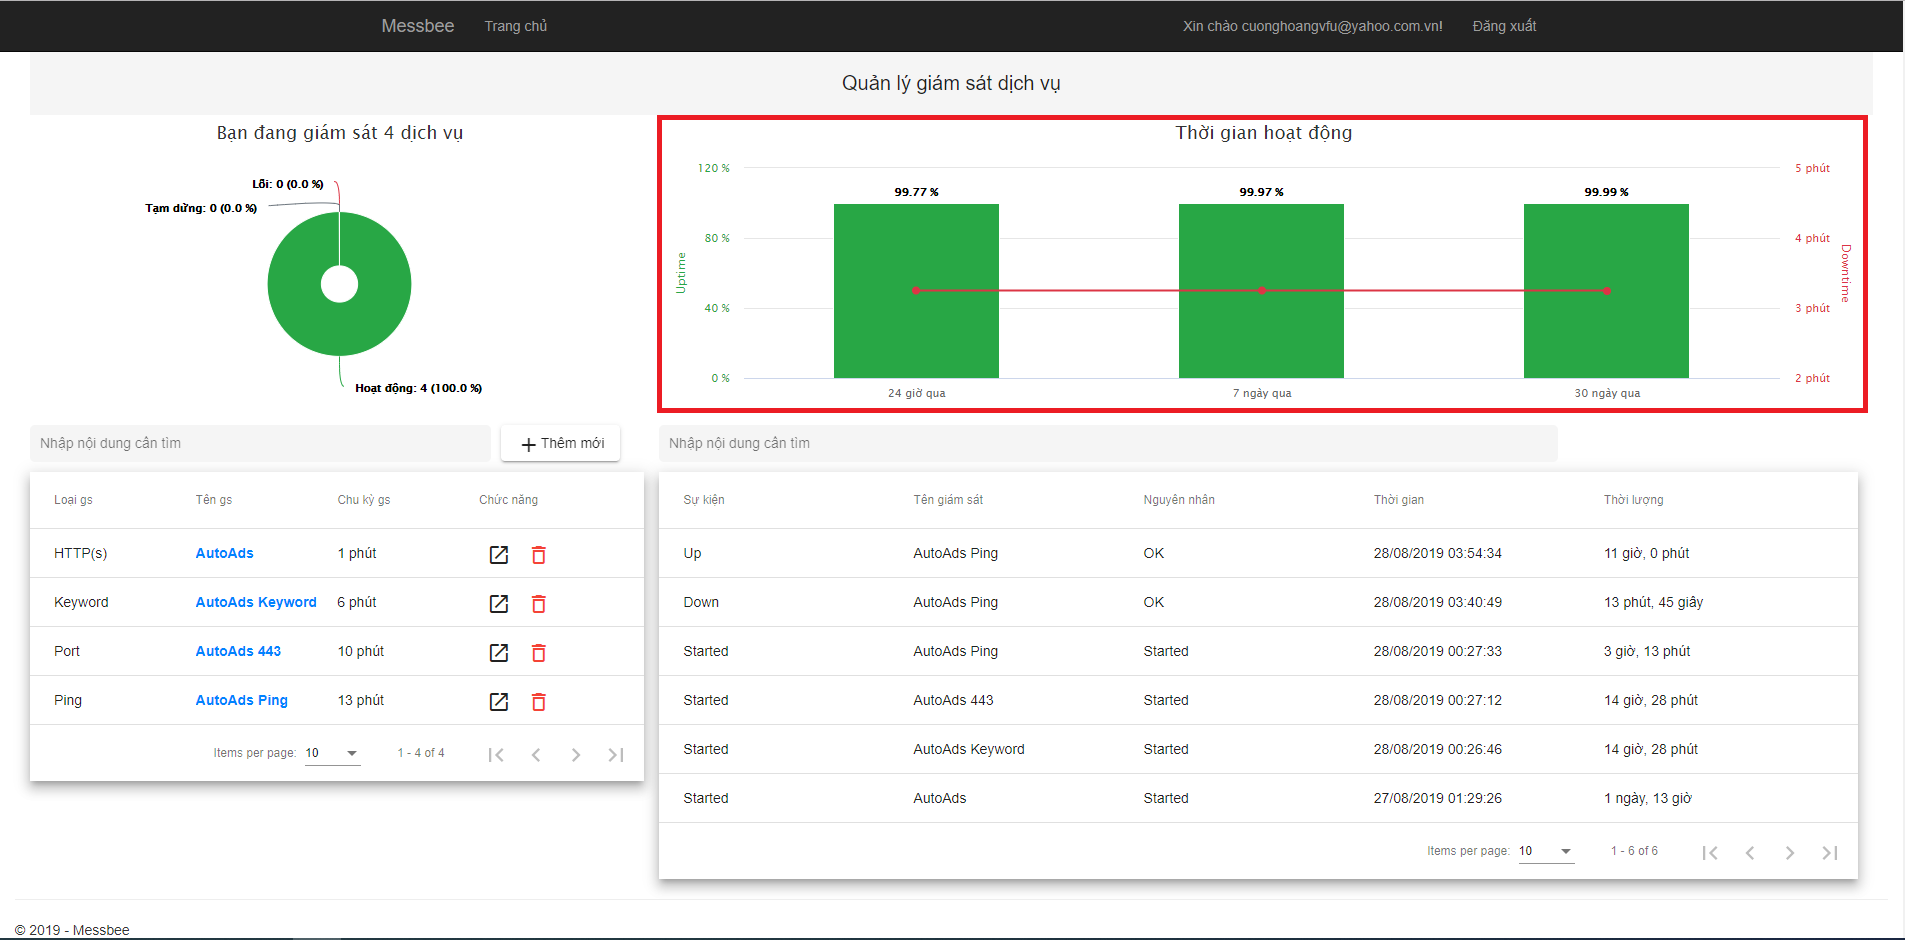 Messbee Trang chủ Xin chào cuonghoangvfu@yahoo.com.vn! Đăng xuất
Quản lý giám sát dịch vụ
Bạn đang giám sát 4 dịch vụ
Lỗi: 0 (0.0 %)
Tạm dừng: 0 (0.0 %)
Hoạt động: 4 (100.0 %)
Thời gian hoạt động
120 % 5 phút
99.77 % 99.97 % 99.99 %
80 % 4 phút
Uptime
Downtime
40 % 3 phút
0 % 2 phút
24 giờ qua 7 ngày qua 30 ngày qua
Nhập nội dung cần tìm Thêm mới
Loại gs Tên gs Chu kỳ gs Chức năng
HTTP(s) AutoAds 1 phút
Keyword AutoAds Keyword 6 phút
Port AutoAds 443 10 phút
Ping AutoAds Ping 13 phút
Items per page: 10 1 - 4 of 4
Nhập nội dung cần tìm
Sự kiện Tên giám sát Nguyên nhân Thời gian Thời lượng
Up AutoAds Ping OK 28/08/2019 03:54:34 11 giờ, 0 phút
Down AutoAds Ping OK 28/08/2019 03:40:49 13 phút, 45 giây
Started AutoAds Ping Started 28/08/2019 00:27:33 3 giờ, 13 phút
Started AutoAds 443 Started 28/08/2019 00:27:12 14 giờ, 28 phút
Started AutoAds Keyword Started 28/08/2019 00:26:46 14 giờ, 28 phút
Started AutoAds Started 27/08/2019 01:29:26 1 ngày, 13 giờ
Items per page: 10 1 - 6 of 6
© 2019 - Messbee